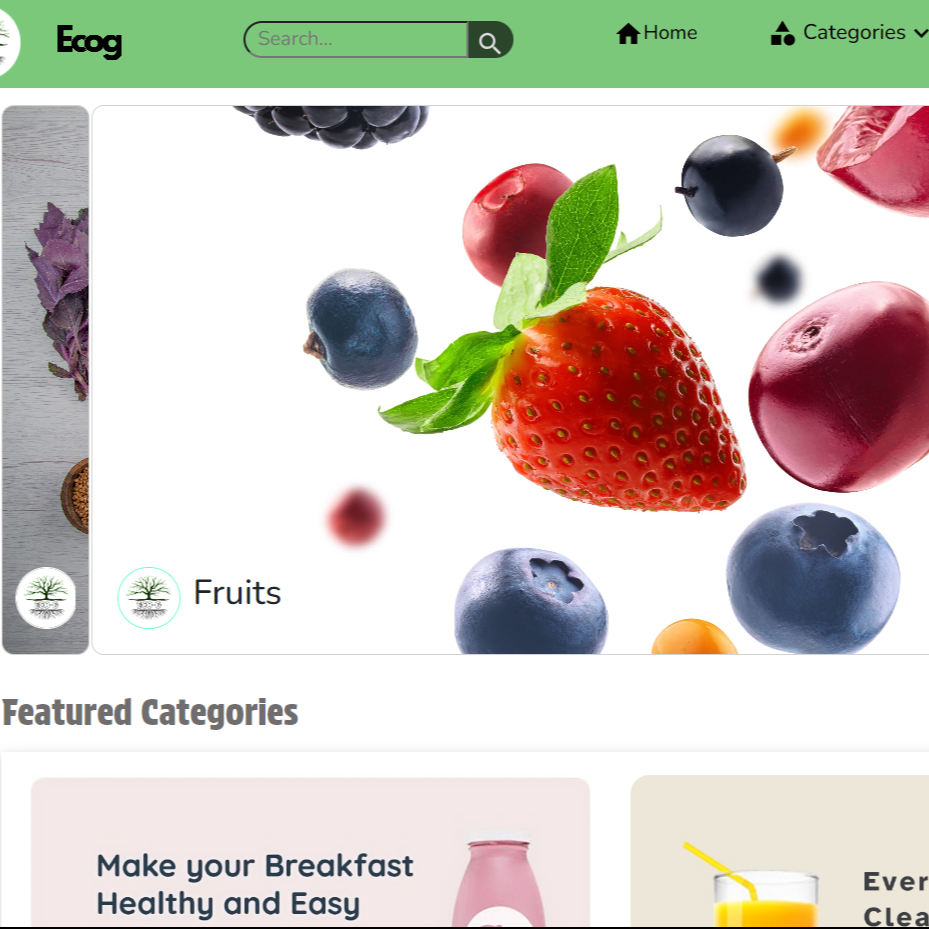 Ecog
Search...
Home
Categories
Fruits
Featured Categories
Make your Breakfast
Healthy and Easy
Ever
Clea